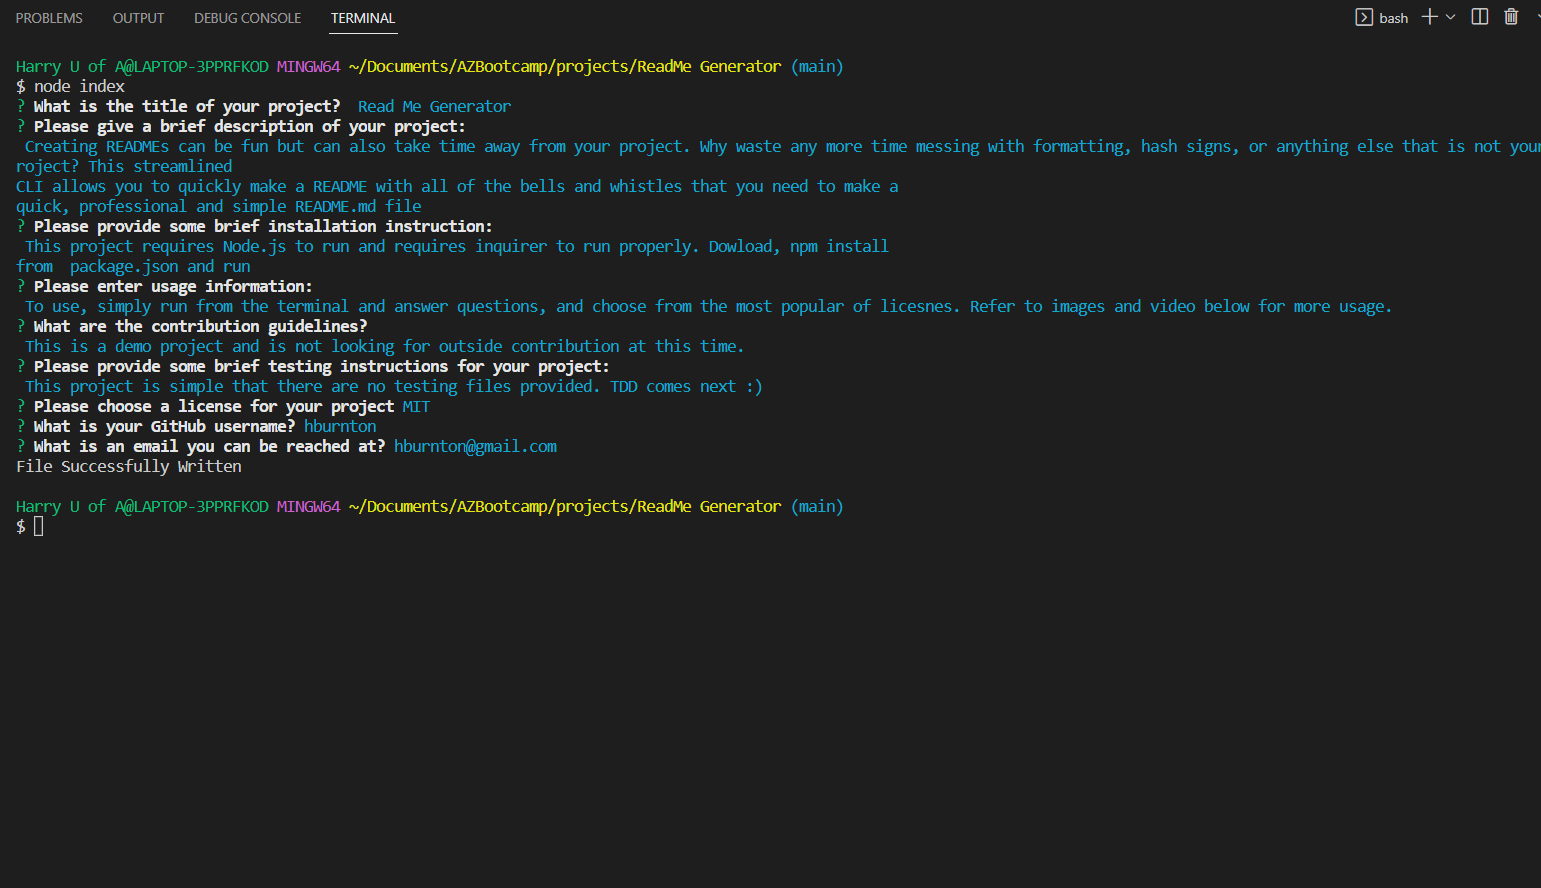 PROBLEMS OUTPUT DEBUG CONSOLE TERMINAL bash
Harry U of A@LAPTOP-3PPRFKOD MINGW64 ~/Documents/AZBootcamp/projects/ReadMe Generator (main)
$ node index
? What is the title of your project?  Read Me Generator
? Please give a brief description of your project:
 Creating READMEs can be fun but can also take time away from your project. Why waste any more time messing with formatting, hash signs, or anything else that is not your
roject? This streamlined
CLI allows you to quickly make a README with all of the bells and whistles that you need to make a
quick, professional and simple README.md file
? Please provide some brief installation instruction:
 This project requires Node.js to run and requires inquirer to run properly. Dowload, npm install
from  package.json and run
? Please enter usage information:
 To use, simply run from the terminal and answer questions, and choose from the most popular of licesnes. Refer to images and video below for more usage.
? What are the contribution guidelines?
 This is a demo project and is not looking for outside contribution at this time.
? Please provide some brief testing instructions for your project:
 This project is simple that there are no testing files provided. TDD comes next :)
? Please choose a license for your project MIT
? What is your GitHub username? hburnton
? What is an email you can be reached at? hburnton@gmail.com
File Successfully Written
Harry U of A@LAPTOP-3PPRFKOD MINGW64 ~/Documents/AZBootcamp/projects/ReadMe Generator (main)
$